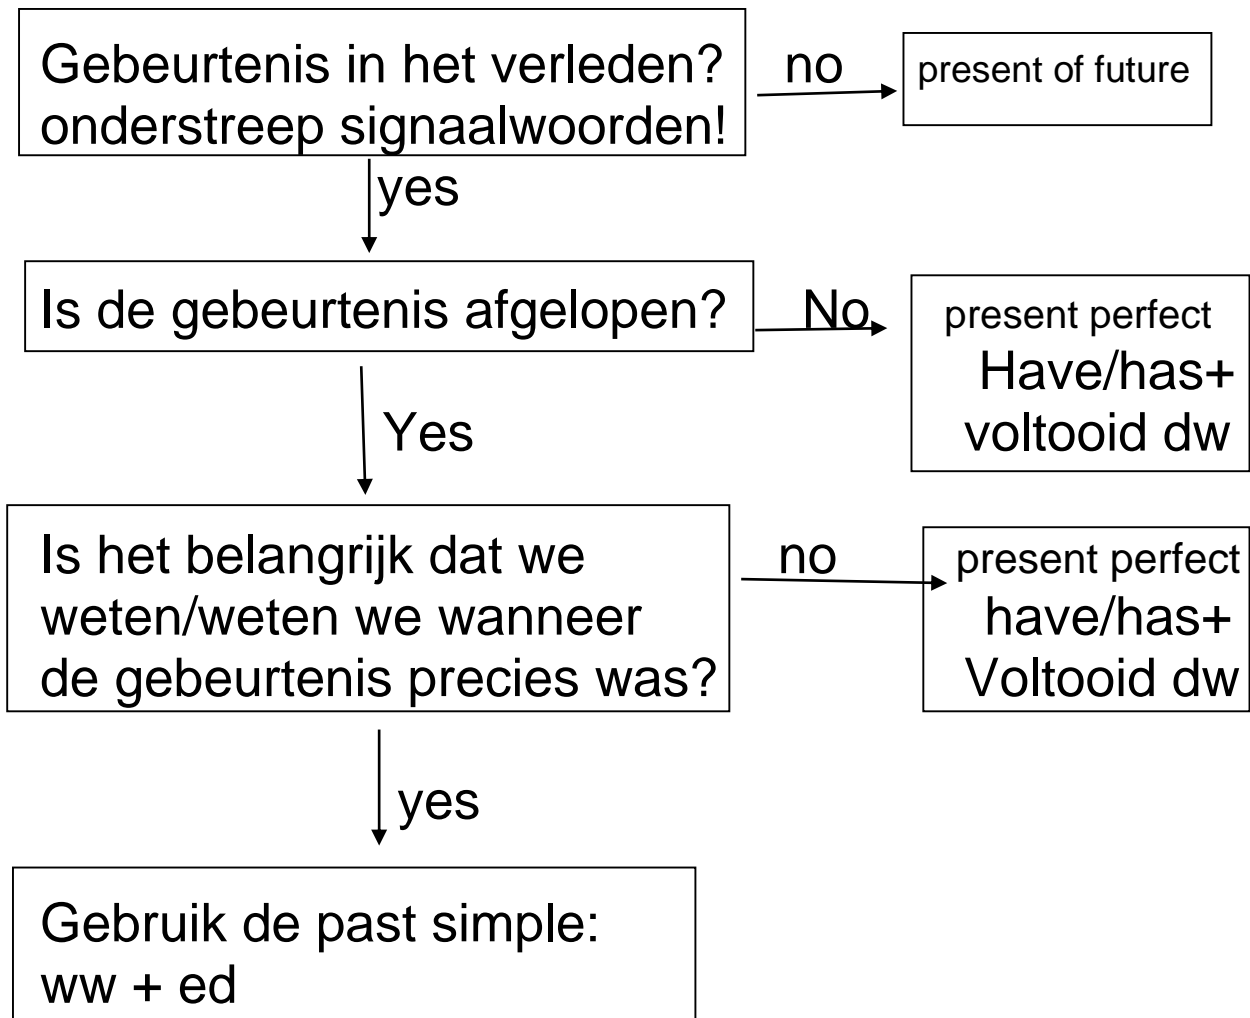 Gebeurtenis in het verleden?
onderstreep signaalwoorden!
no
present of future
yes
Is de gebeurtenis afgelopen?
No
present perfect
Have/has+
voltooid dw
Yes
Is het belangrijk dat we
weten/weten we wanneer
de gebeurtenis precies was?
no
present perfect
have/has+
Voltooid dw
yes
Gebruik de past simple:
ww + ed